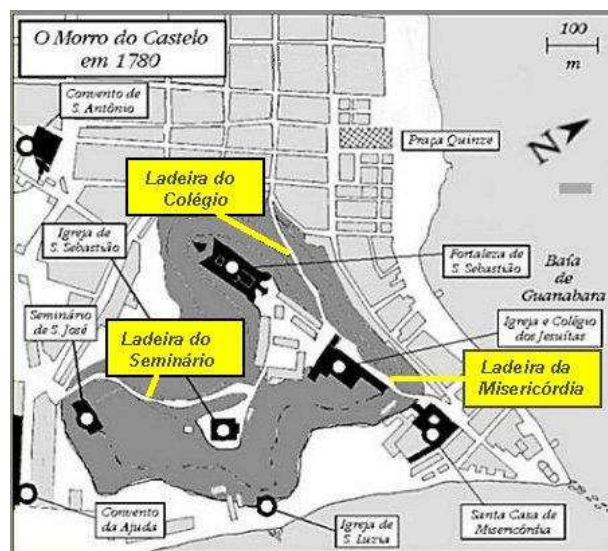 O Morro do Castelo
em 1780
100
m
Convento de
S. Antônio
Praça Quinze
N
Ladeira do
Colégio
Igreja de
S. Sebastião
Fortaleza de
S. Sebastião
Baía
de
Guanabara
Seminário
de S. José
Ladeira do
Seminário
Igreja e Colégio
dos Jesuítas
Ladeira da
Misericórdia
Convento
da Ajuda
Igreja de
S. Luzia
Santa Casa de
Misericórdia